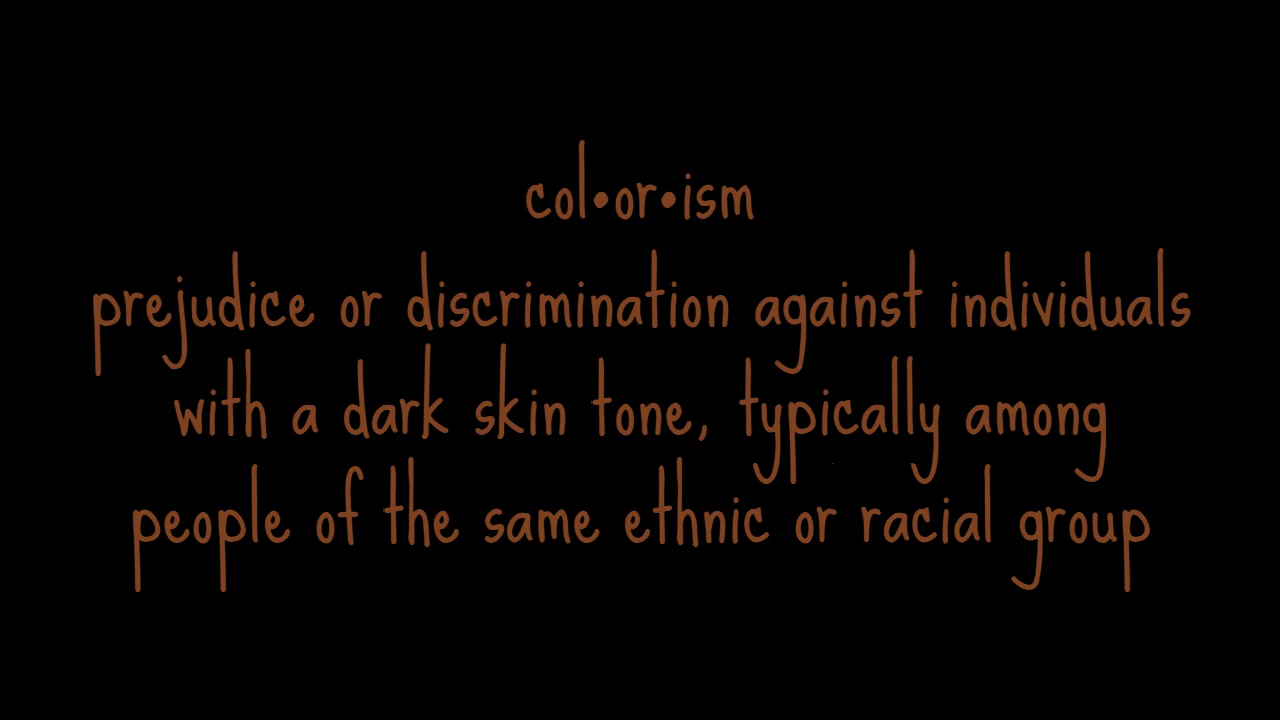 col•or•ism
prejudice or discrimination against individuals
with a dark skin tone, typically among
people of the same ethnic or racial group